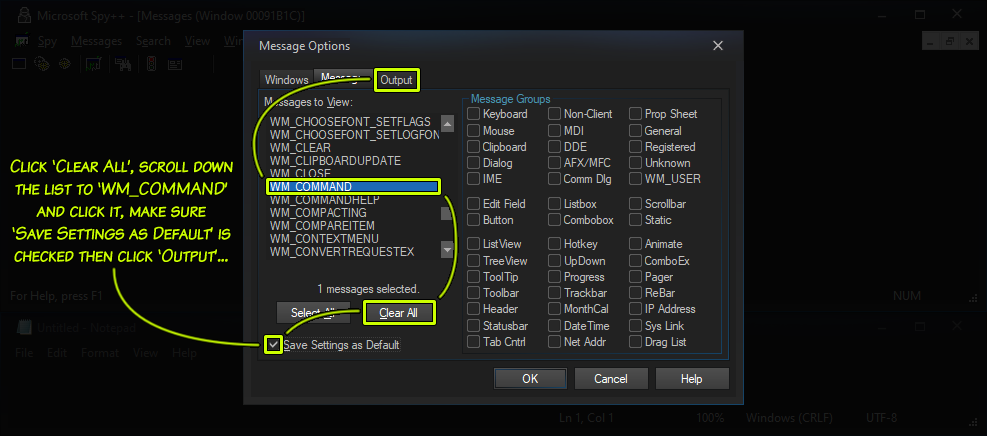 Microsoft Spy++ - [Messages (Window 00091B1C)]
Spy Messages Search View Win
Message Options
Windows Message Output
Messages to View:
WM_CHOOSEFONT_SETFLAGS
WM_CHOOSEFONT_SETLOGFON
WM_CLEAR
WM_CLIPBOARDUPDATE
WM_CLOSE
WM_COMMAND
WM_COMMANDHELP
WM_COMPACTING
WM_COMPAREITEM
WM_CONTEXTMENU
WM_CONVERTREQUESTEX
1 messages selected.
Select All Clear All
Save Settings as Default
Message Groups
Keyboard Non-Client Prop Sheet
Mouse MDI General
Clipboard DDE Registered
Dialog AFX/MFC Unknown
IME Comm Dlg WM_USER
Edit Field Listbox Scrollbar
Button Combobox Static
ListView Hotkey Animate
TreeView UpDown ComboEx
ToolTip Progress Pager
Toolbar Trackbar ReBar
Header MonthCal IP Address
Statusbar DateTime Sys Link
Tab Cntrl Net Addr Drag List
OK Cancel Help
Click 'Clear All', scroll down
the list to 'WM_COMMAND'
and click it, make sure
'Save Settings as Default' is
checked then click 'Output'...
For Help, press F1 NUM
Untitled - Notepad
File Edit Format View Help
Ln 1, Col 1 100% Windows (CRLF) UTF-8